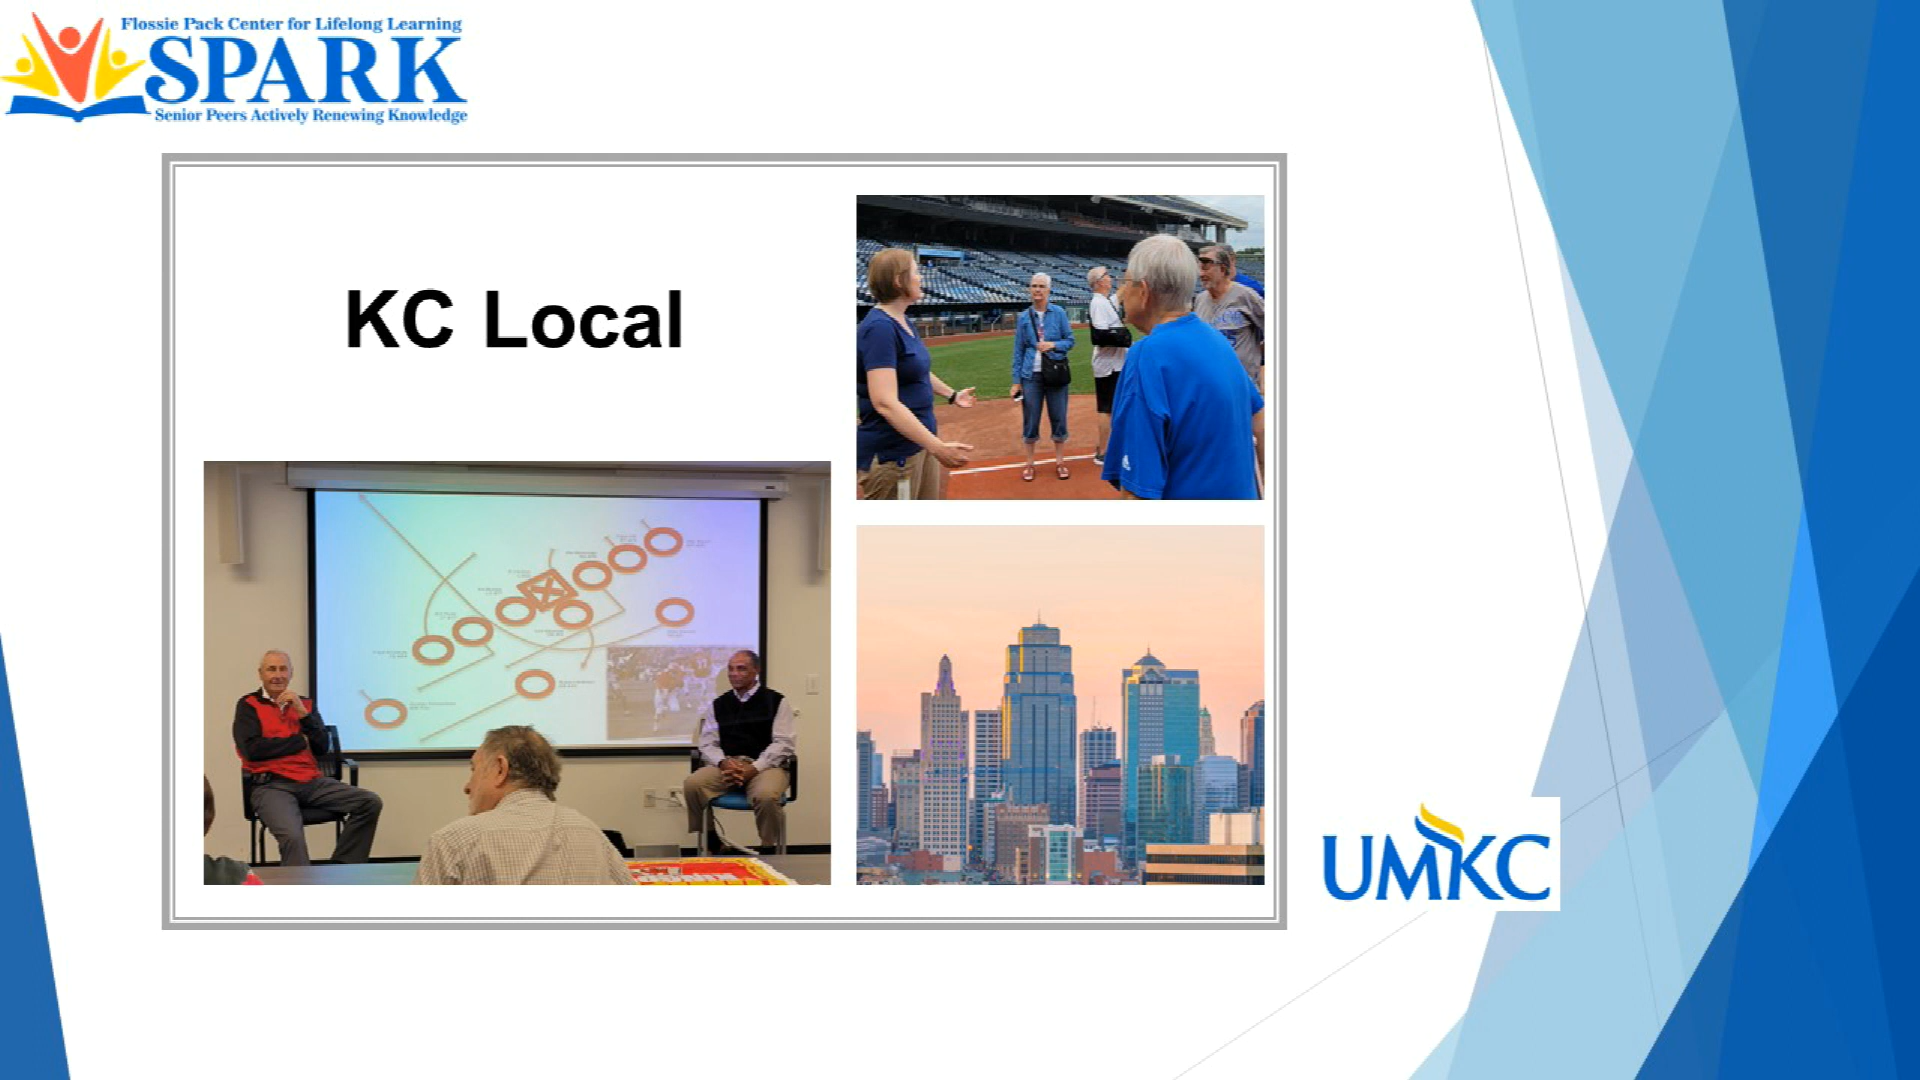 Flossie Pack Center for Lifelong Learning
SPARK
Senior Peers Actively Renewing Knowledge
KC Local
UMKC